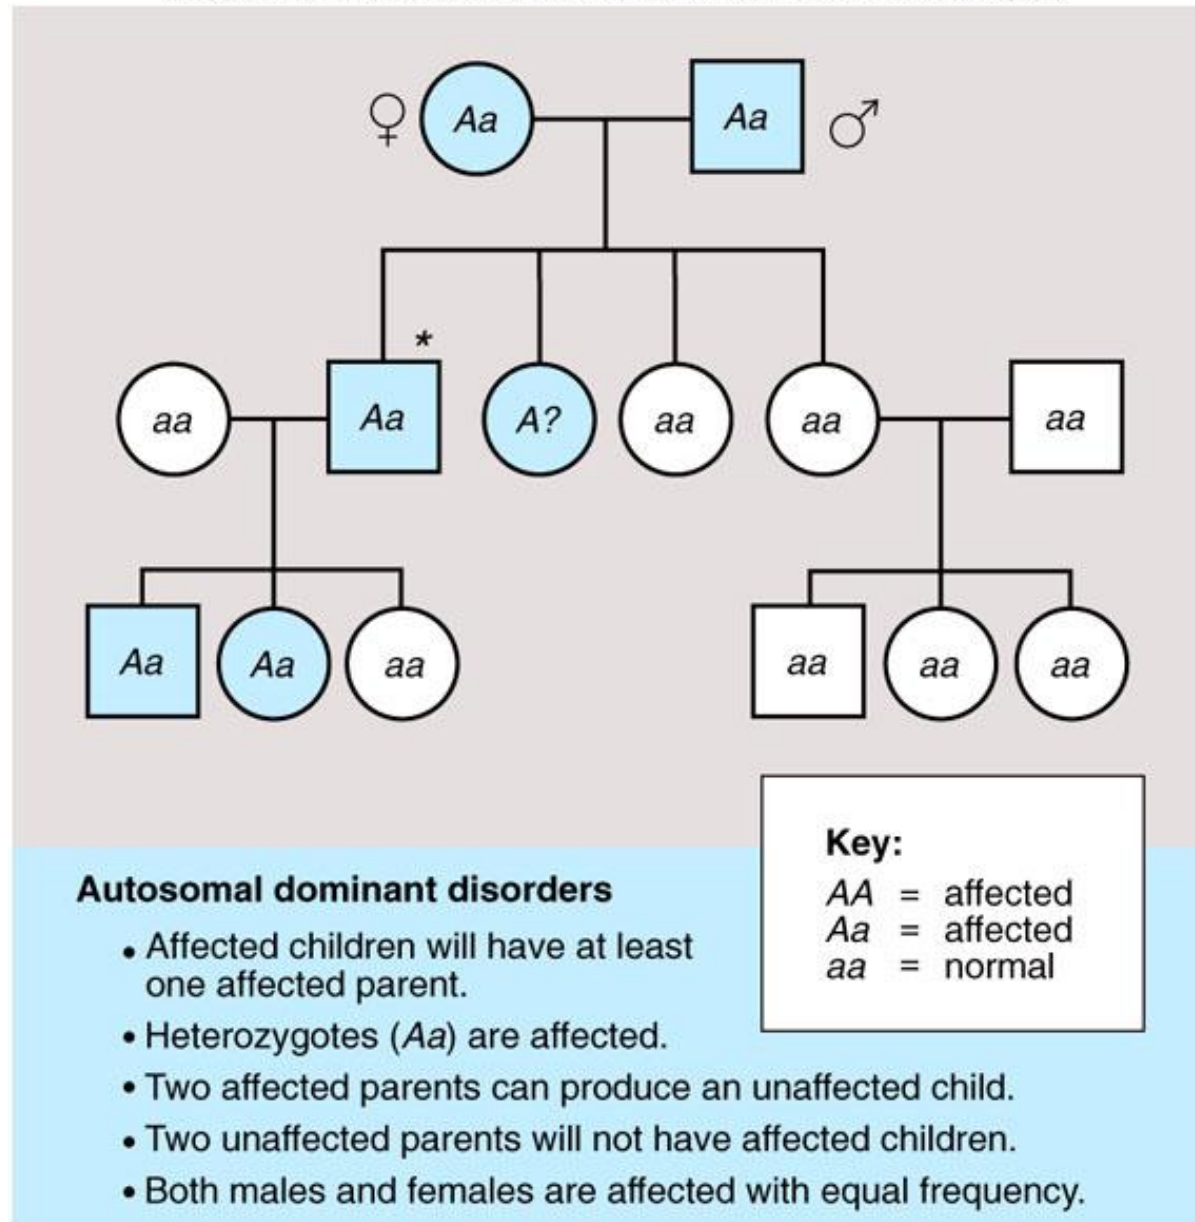 ♀ Aa Aa ♂
*
aa Aa A? aa aa aa
Aa Aa aa aa aa aa
Key:
AA = affected
Aa = affected
aa = normal
Autosomal dominant disorders
• Affected children will have at least
one affected parent.
• Heterozygotes (Aa) are affected.
• Two affected parents can produce an unaffected child.
• Two unaffected parents will not have affected children.
• Both males and females are affected with equal frequency.